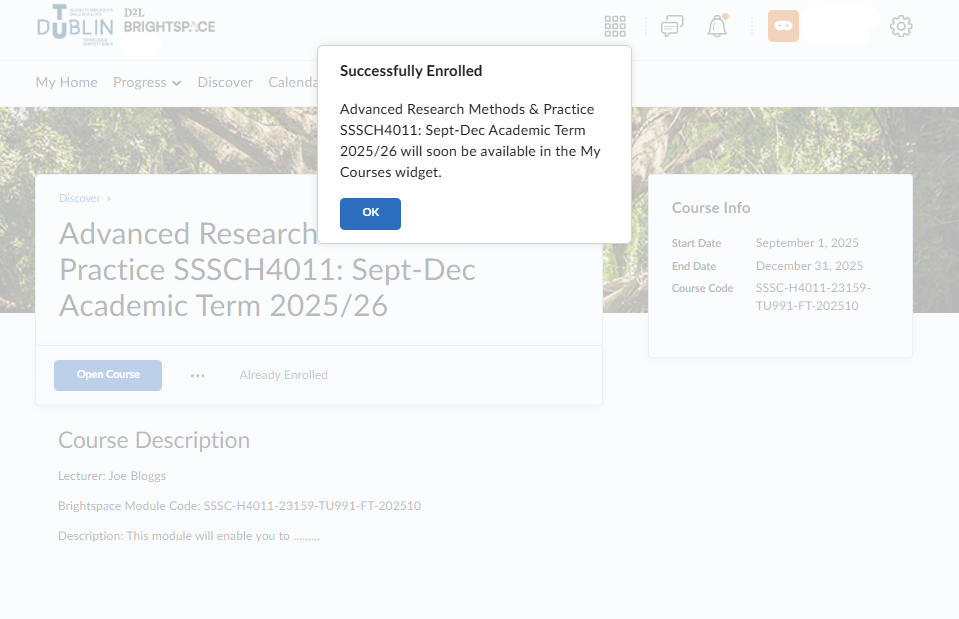 DUBLIN
D2L
BRIGHTSPACE
My Home Progress Discover Calenda
Successfully Enrolled
Advanced Research Methods & Practice
SSSCH4011: Sept-Dec Academic Term
2025/26 will soon be available in the My
Courses widget.
OK
Discover ›
Advanced Research
Practice SSSCH4011: Sept-Dec
Academic Term 2025/26
Open Course ... Already Enrolled
Course Info
Start Date September 1, 2025
End Date December 31, 2025
Course Code SSSC-H4011-23159-
TU991-FT-202510
Course Description
Lecturer: Joe Bloggs
Brightspace Module Code: SSSC-H4011-23159-TU991-FT-202510
Description: This module will enable you to .........